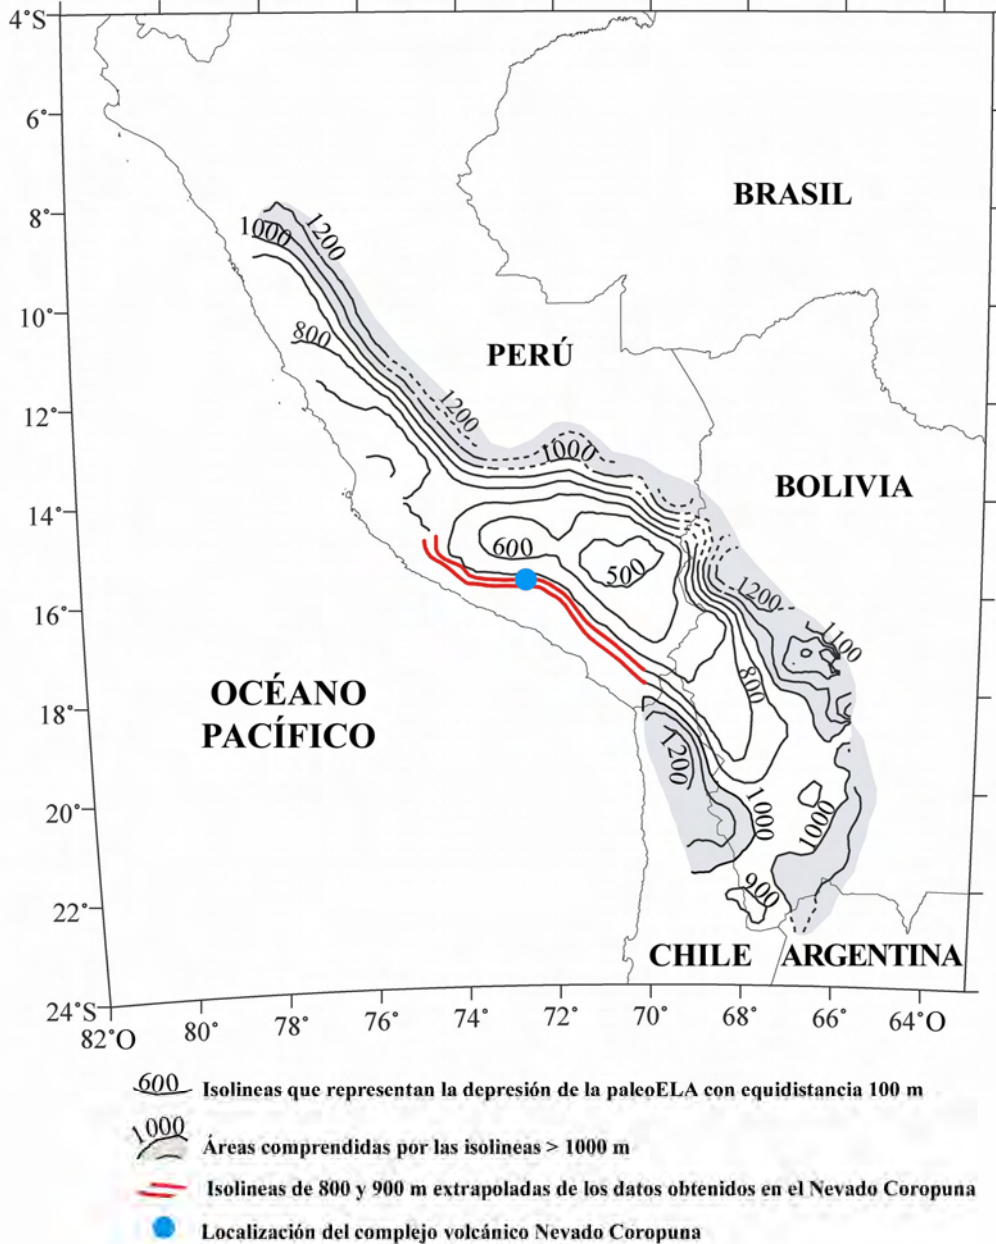 4°S
6°
8°
10°
12°
14°
16°
18°
20°
22°
24°S
82°O
80°
78°
76°
74°
72°
70°
68°
66°
64°O
BRASIL
1200
1000
800
PERÚ
1200
1000
BOLIVIA
600
500
1200
1100
800
OCÉANO
PACÍFICO
1200
1000
1000
900
CHILE
ARGENTINA
600 Isolineas que representan la depresión de la paleoELA con equidistancia 100 m
1000 Áreas comprendidas por las isolineas > 1000 m
Isolineas de 800 y 900 m extrapoladas de los datos obtenidos en el Nevado Coropuna
Localización del complejo volcánico Nevado Coropuna